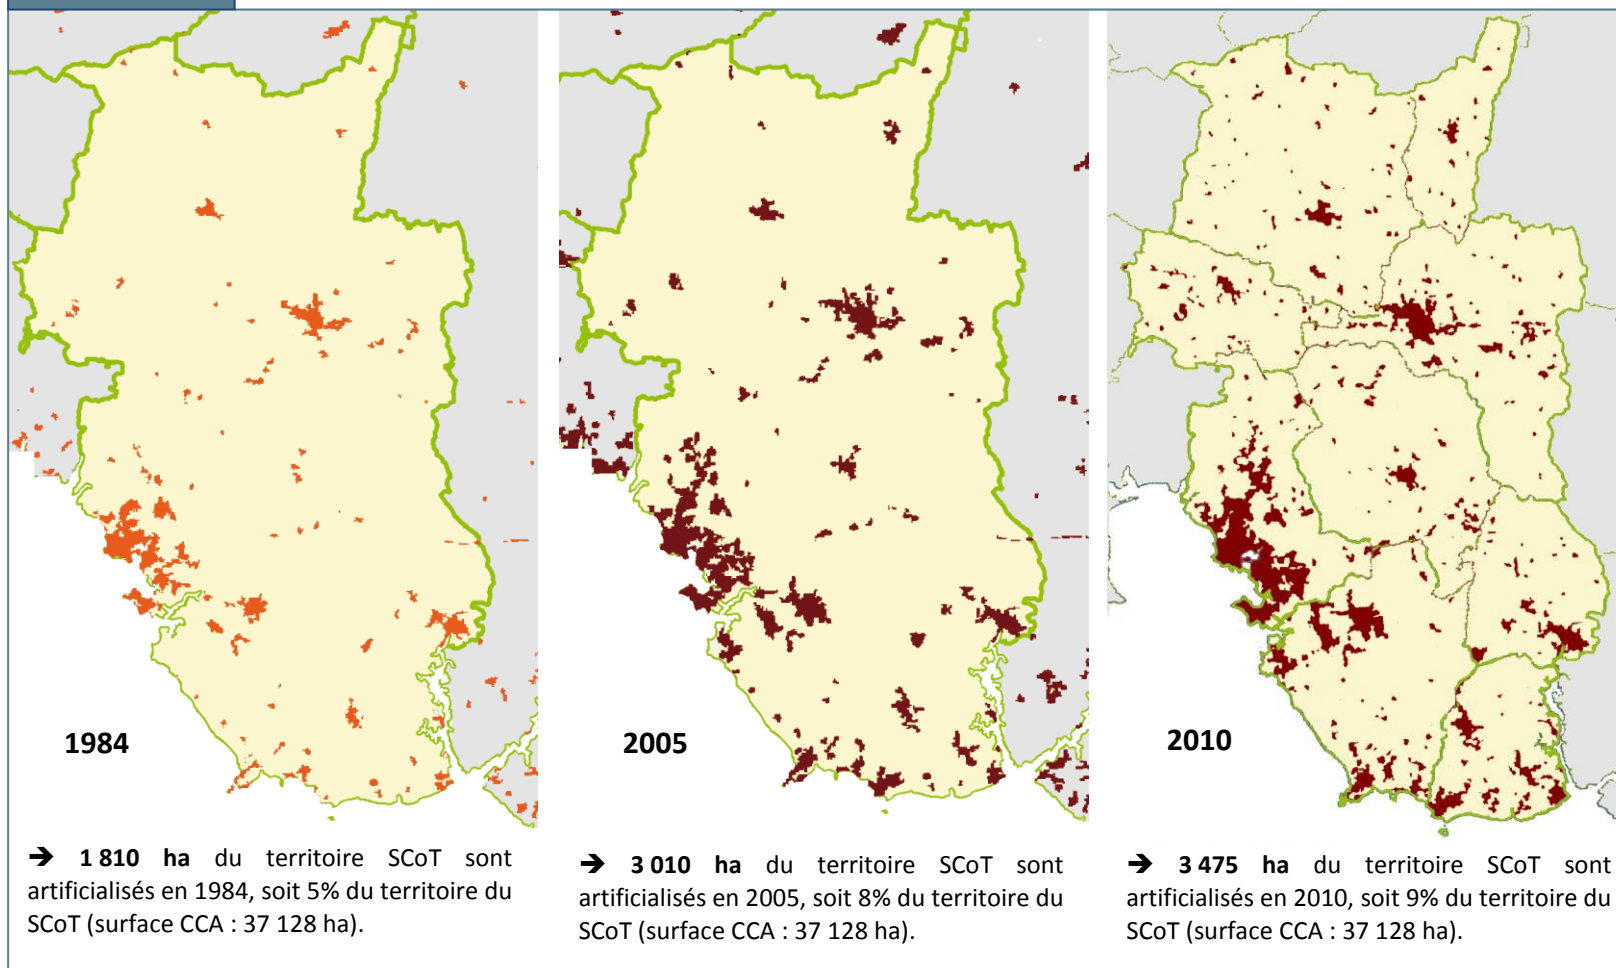 1984
2005
2010
➔ 1 810 ha du territoire SCoT sont
artificialisés en 1984, soit 5% du territoire du
SCoT (surface CCA : 37 128 ha).
➔ 3 010 ha du territoire SCoT sont
artificialisés en 2005, soit 8% du territoire du
SCoT (surface CCA : 37 128 ha).
➔ 3 475 ha du territoire SCoT sont
artificialisés en 2010, soit 9% du territoire du
SCoT (surface CCA : 37 128 ha).